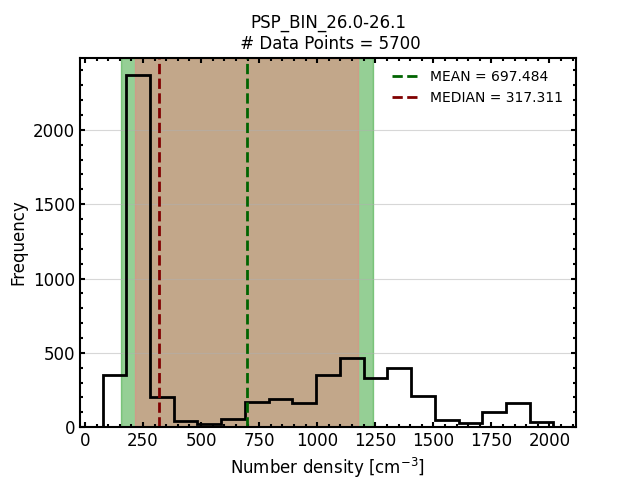 PSP_BIN_26.0-26.1
# Data Points = 5700
MEAN = 697.484
MEDIAN = 317.311
Frequency
2000
1500
1000
500
0
0 250 500 750 1000 1250 1500 1750 2000
Number density [cm⁻³]